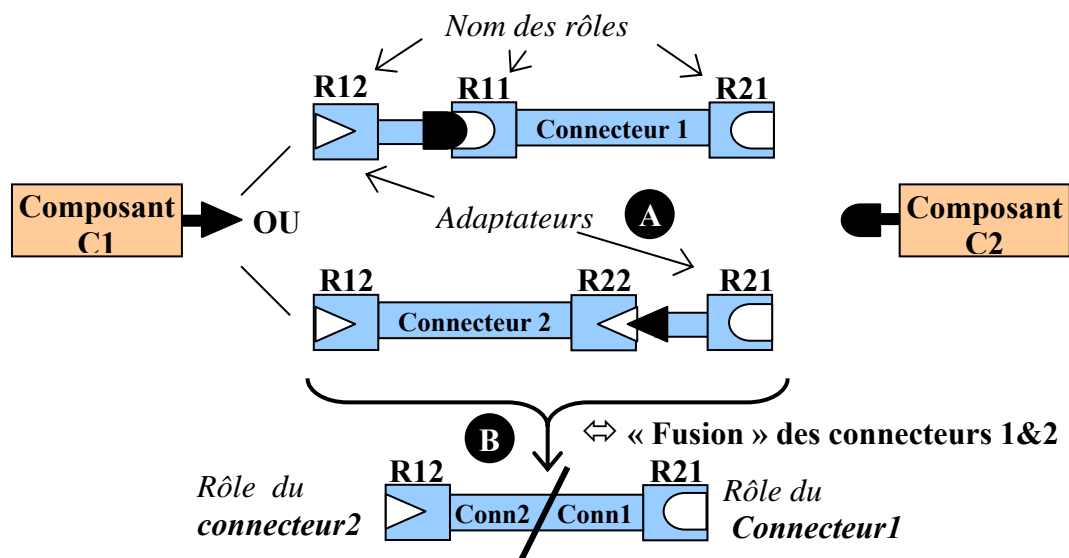 Nom des rôles
R12 R11 R21
Connecteur 1
Composant C1
OU
Adaptateurs
A
Composant C2
R12 R22 R21
Connecteur 2
B
⇔ « Fusion » des connecteurs 1&2
R12 R21
Rôle du
connecteur2
Conn2 Conn1
Rôle du
Connecteur1